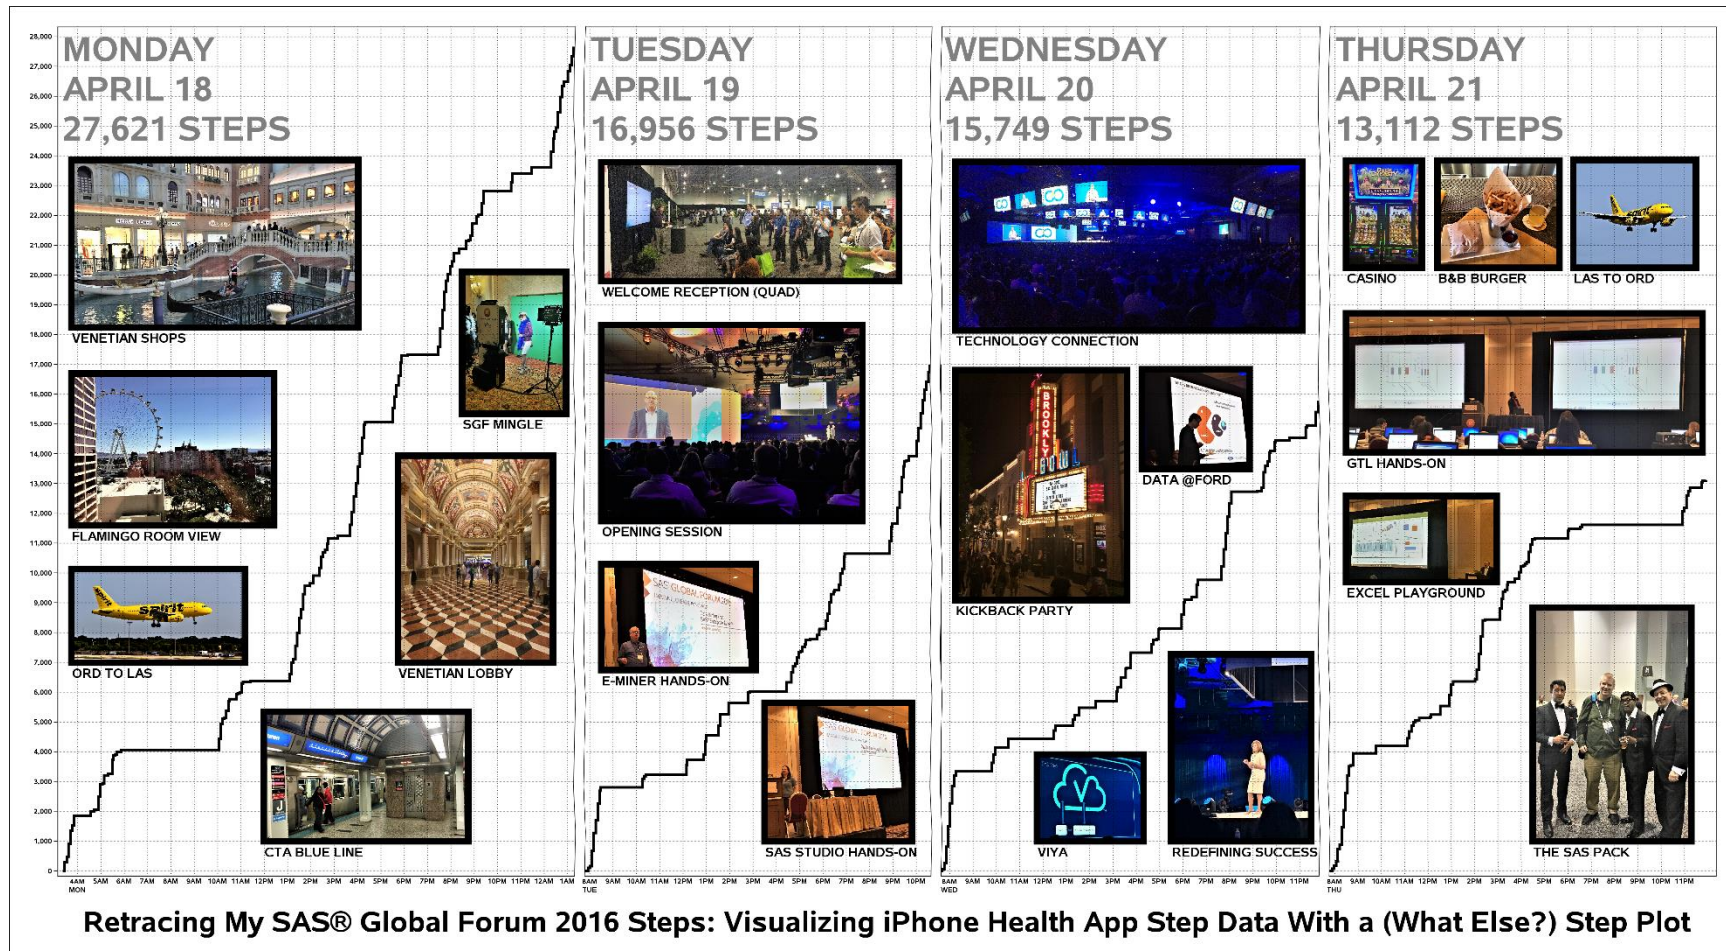 MONDAY
APRIL 18
27,621 STEPS
TUESDAY
APRIL 19
16,956 STEPS
WEDNESDAY
APRIL 20
15,749 STEPS
THURSDAY
APRIL 21
13,112 STEPS
28,000
27,000
26,000
25,000
24,000
23,000
22,000
21,000
20,000
19,000
18,000
17,000
16,000
15,000
14,000
13,000
12,000
11,000
10,000
9,000
8,000
7,000
6,000
5,000
4,000
3,000
2,000
1,000
0
VENETIAN SHOPS
SGF MINGLE
FLAMINGO ROOM VIEW
spirit
ORD TO LAS
VENETIAN LOBBY
CTA BLUE LINE
WELCOME RECEPTION (QUAD)
OPENING SESSION
SAS GLOBAL FORUM
E-MINER HANDS-ON
SAS GLOBAL FORUM
SAS STUDIO HANDS-ON
TECHNOLOGY CONNECTION
BROOKLYN
BOWL
KICKBACK PARTY
DATA @FORD
V
VIYA
REDEFINING SUCCESS
CASINO
B&B BURGER
LAS TO ORD
GTL HANDS-ON
EXCEL PLAYGROUND
THE SAS PACK
4AM 5AM 6AM 7AM 8AM 9AM 10AM 11AM 12PM 1PM 2PM 3PM 4PM 5PM 6PM 7PM 8PM 9PM 10PM 11PM 12AM 1AM
MON
8AM 9AM 10AM 11AM 12PM 1PM 2PM 3PM 4PM 5PM 6PM 7PM 8PM 9PM 10PM
TUE
8AM 9AM 10AM 11AM 12PM 1PM 2PM 3PM 4PM 5PM 6PM 7PM 8PM 9PM 10PM 11PM
WED
8AM 9AM 10AM 11AM 12PM 1PM 2PM 3PM 4PM 5PM 6PM 7PM 8PM 9PM 10PM 11PM
THU
Retracing My SAS® Global Forum 2016 Steps: Visualizing iPhone Health App Step Data With a (What Else?) Step Plot